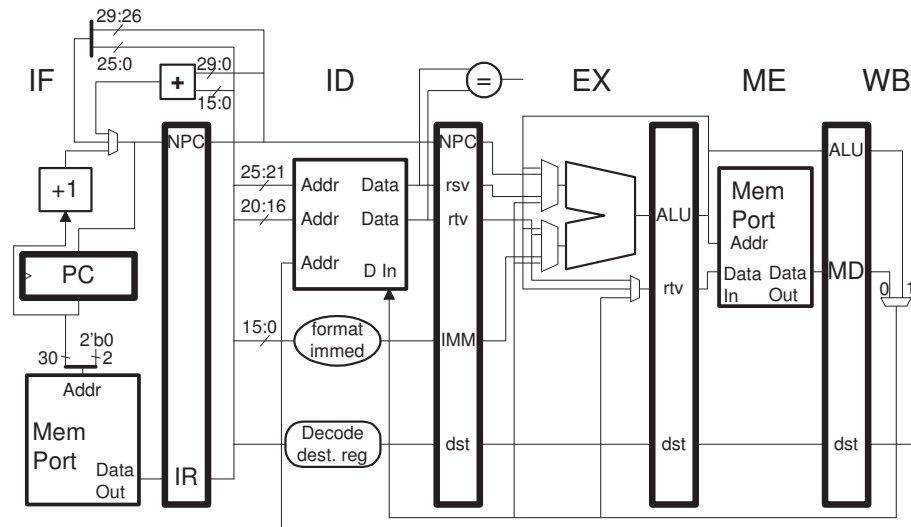 29:26
25:0
IF
+
29:0
15:0
ID
=
EX
ME
WB
NPC
NPC
+1
25:21
20:16
Addr
Data
Addr
Data
Addr
D In
rsv
rtv
ALU
rtv
Mem
Port
Addr
Data
In
Data
Out
ALU
MD
0
1
PC
15:0
format
immed
IMM
30
2'b0
2
Addr
Mem
Port
Data
Out
IR
Decode
dest. reg
dst
dst
dst